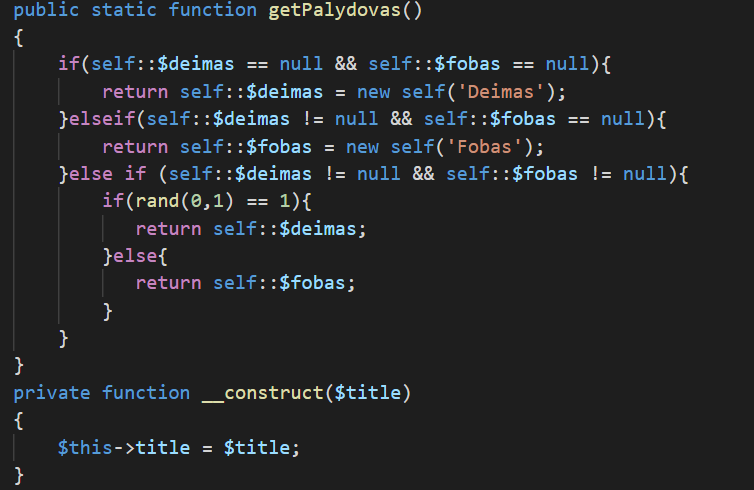 public static function getPalydovas()
{
    if(self::$deimas == null && self::$fobas == null){
        return self::$deimas = new self('Deimas');
    }elseif(self::$deimas != null && self::$fobas == null){
        return self::$fobas = new self('Fobas');
    }else if (self::$deimas != null && self::$fobas != null){
        if(rand(0,1) == 1){
           return self::$deimas;
        }else{
           return self::$fobas;
        }
    }
}
private function __construct($title)
{
    $this->title = $title;
}